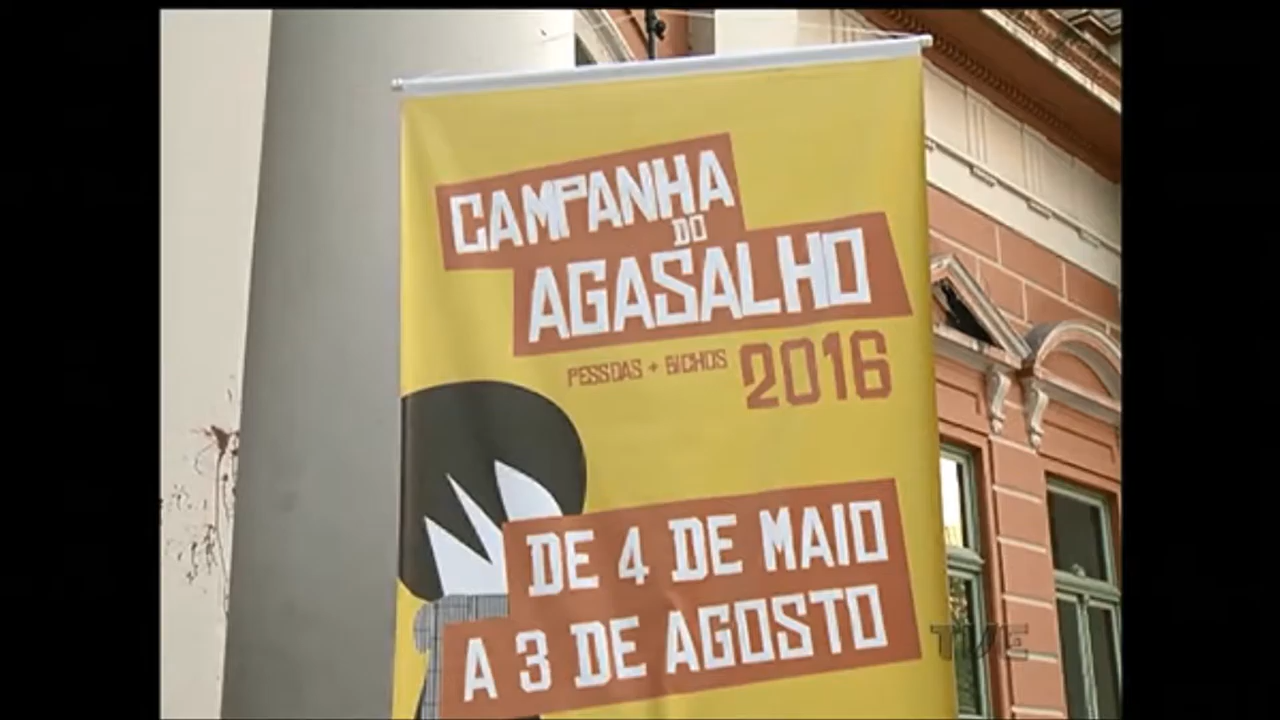 CAMPANHA
DO
AGASALHO
PESSOAS + BICHOS 2016
DE 4 DE MAIO
A 3 DE AGOSTO
TVE